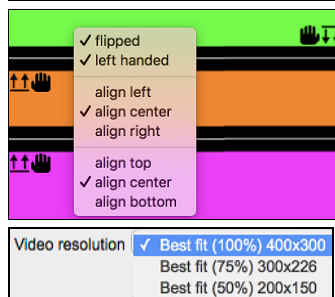 ✓ flipped
✓ left handed
align left
✓ align center
align right
align top
✓ align center
align bottom
Video resolution ✓ Best fit (100%) 400x300
Best fit (75%) 300x226
Best fit (50%) 200x150